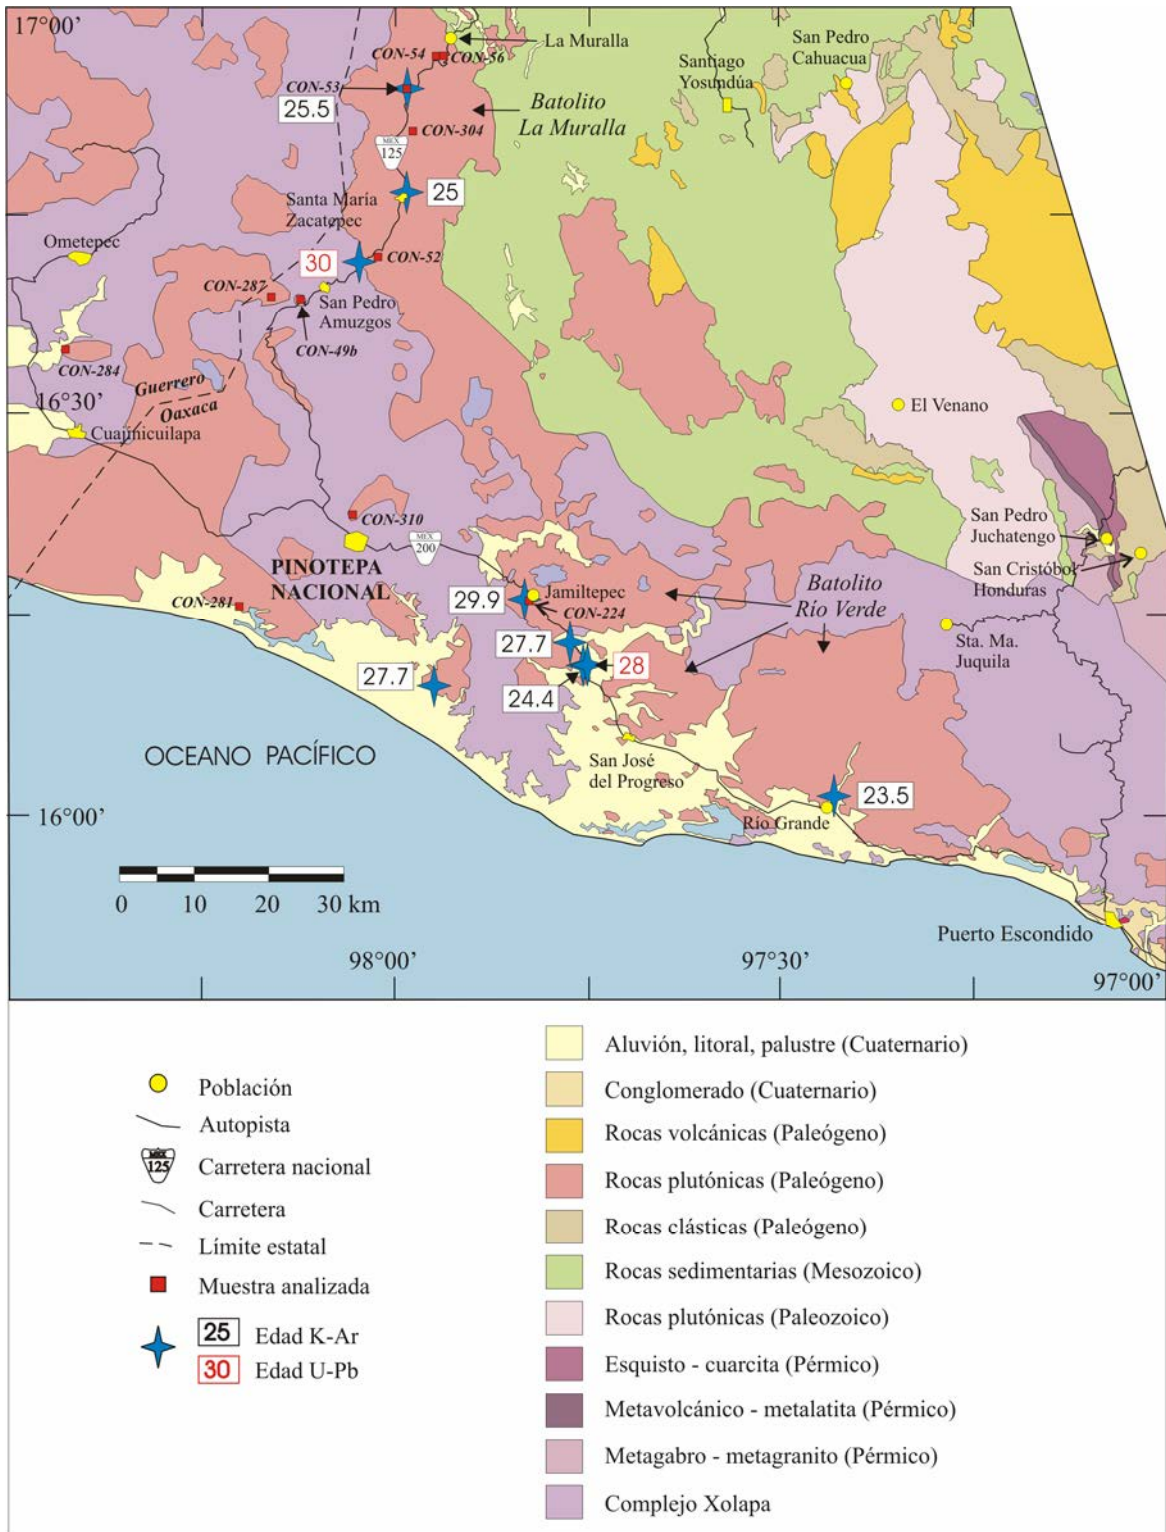 17°00'
La Muralla
CON-54
CON-56
San Pedro
Cahuacua
Santiago
Yosundúa
CON-53
25.5
Batolito
La Muralla
CON-304
MEX
125
25
Santa María
Zacatepec
Ometepec
30
CON-52
CON-287
San Pedro
Amuzgos
CON-49b
CON-284
Guerrero
Oaxaca
16°30'
Cuajinicuilapa
El Venano
CON-310
MEX
200
PINOTEPA
NACIONAL
San Pedro
Juchatengo
San Cristóbol
Honduras
Jamiltepec
29.9
CON-224
Batolito
Río Verde
CON-281
27.7
28
Sta. Ma.
Juquila
27.7
24.4
OCEANO PACÍFICO
San José
del Progreso
23.5
16°00'
Río Grande
0 10 20 30 km
Puerto Escondido
98°00'
97°30'
97°00'
Población
Autopista
MEX
125
Carretera nacional
Carretera
Límite estatal
Muestra analizada
25 Edad K-Ar
30 Edad U-Pb
Aluvión, litoral, palustre (Cuaternario)
Conglomerado (Cuaternario)
Rocas volcánicas (Paleógeno)
Rocas plutónicas (Paleógeno)
Rocas clásticas (Paleógeno)
Rocas sedimentarias (Mesozoico)
Rocas plutónicas (Paleozoico)
Esquisto - cuarcita (Pérmico)
Metavolcánico - metalatita (Pérmico)
Metagabro - metagranito (Pérmico)
Complejo Xolapa